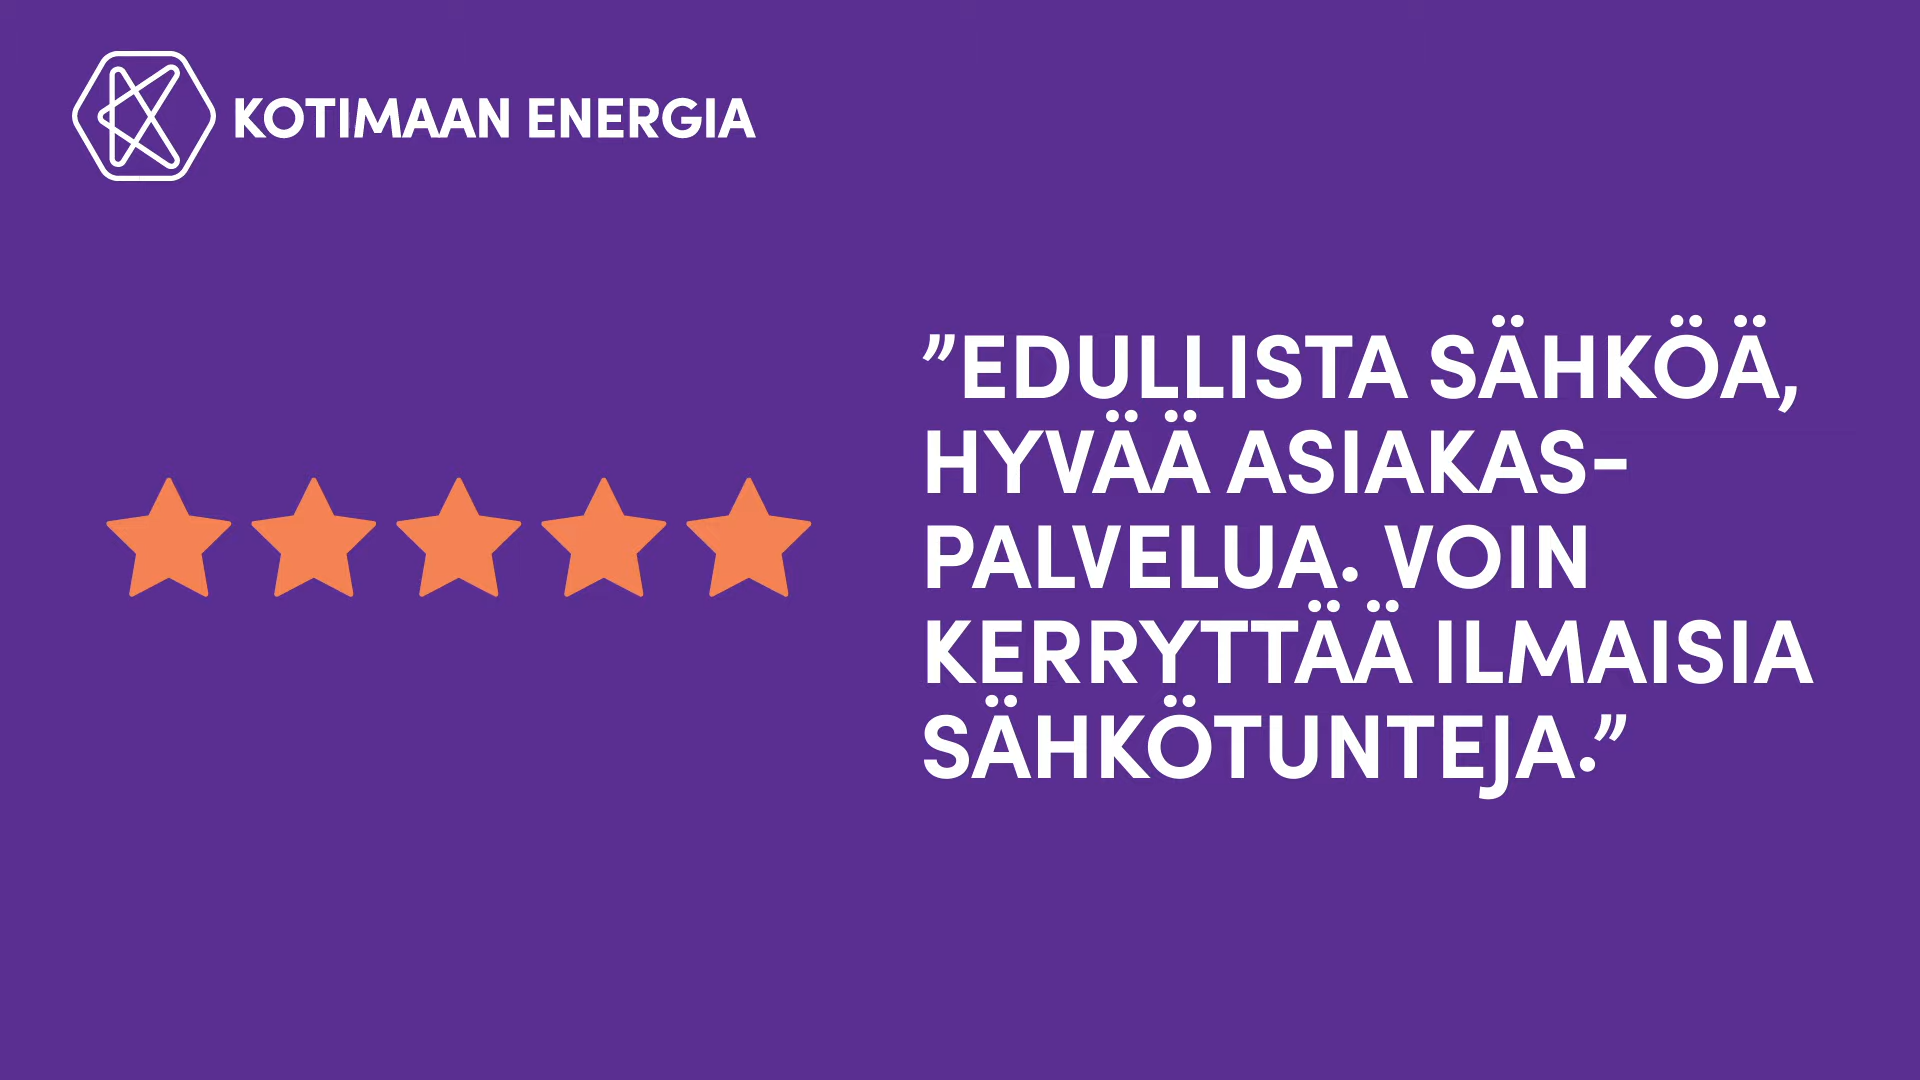 KOTIMAAN ENERGIA
”EDULLISTA SÄHKÖÄ,
HYVÄÄ ASIAKAS-
PALVELUA. VOIN
KERRYTTÄÄ ILMAISIA
SÄHKÖTUNTEJA.”